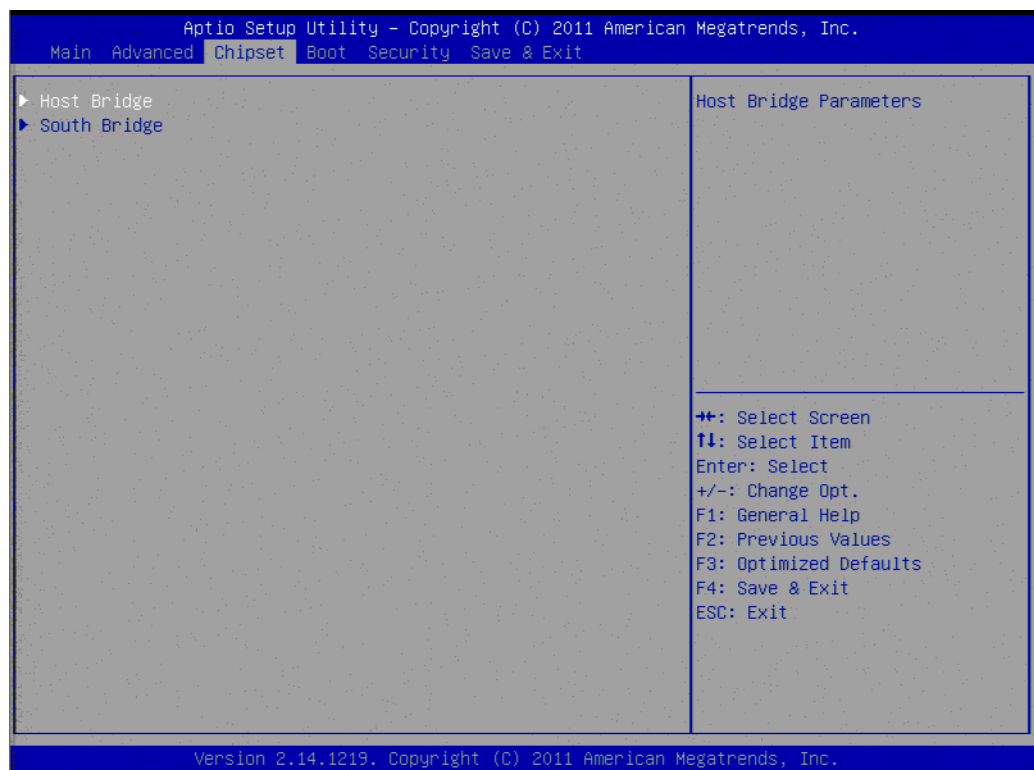 Aptio Setup Utility – Copyright (C) 2011 American Megatrends, Inc.
Main Advanced Chipset Boot Security Save & Exit
▶ Host Bridge
▶ South Bridge
Host Bridge Parameters
→←: Select Screen
↑↓: Select Item
Enter: Select
+/-: Change Opt.
F1: General Help
F2: Previous Values
F3: Optimized Defaults
F4: Save & Exit
ESC: Exit
Version 2.14.1219. Copyright (C) 2011 American Megatrends, Inc.